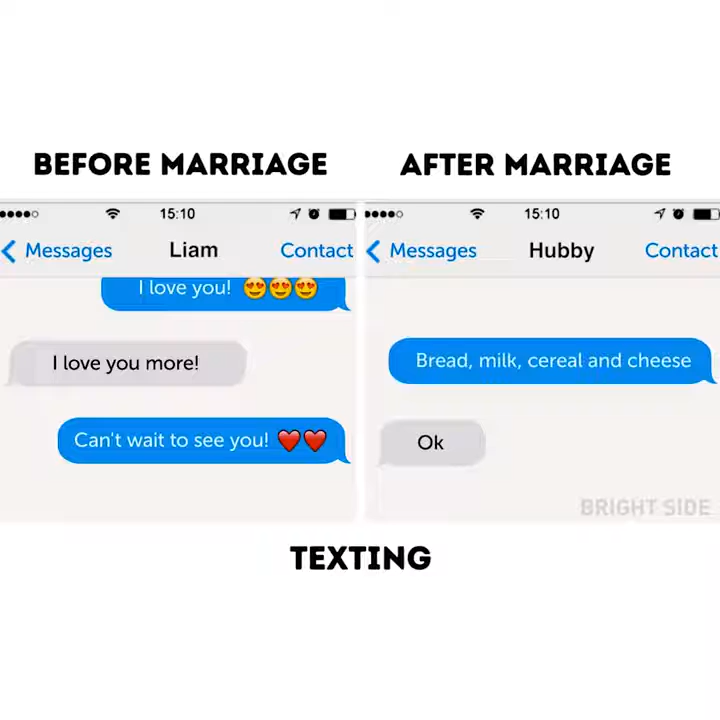 BEFORE MARRIAGE
15:10
Messages
Liam
Contact
I love you! 😍😍😍
I love you more!
Can't wait to see you! ❤️❤️
AFTER MARRIAGE
15:10
Messages
Hubby
Contact
Bread, milk, cereal and cheese
Ok
BRIGHT SIDE
TEXTING